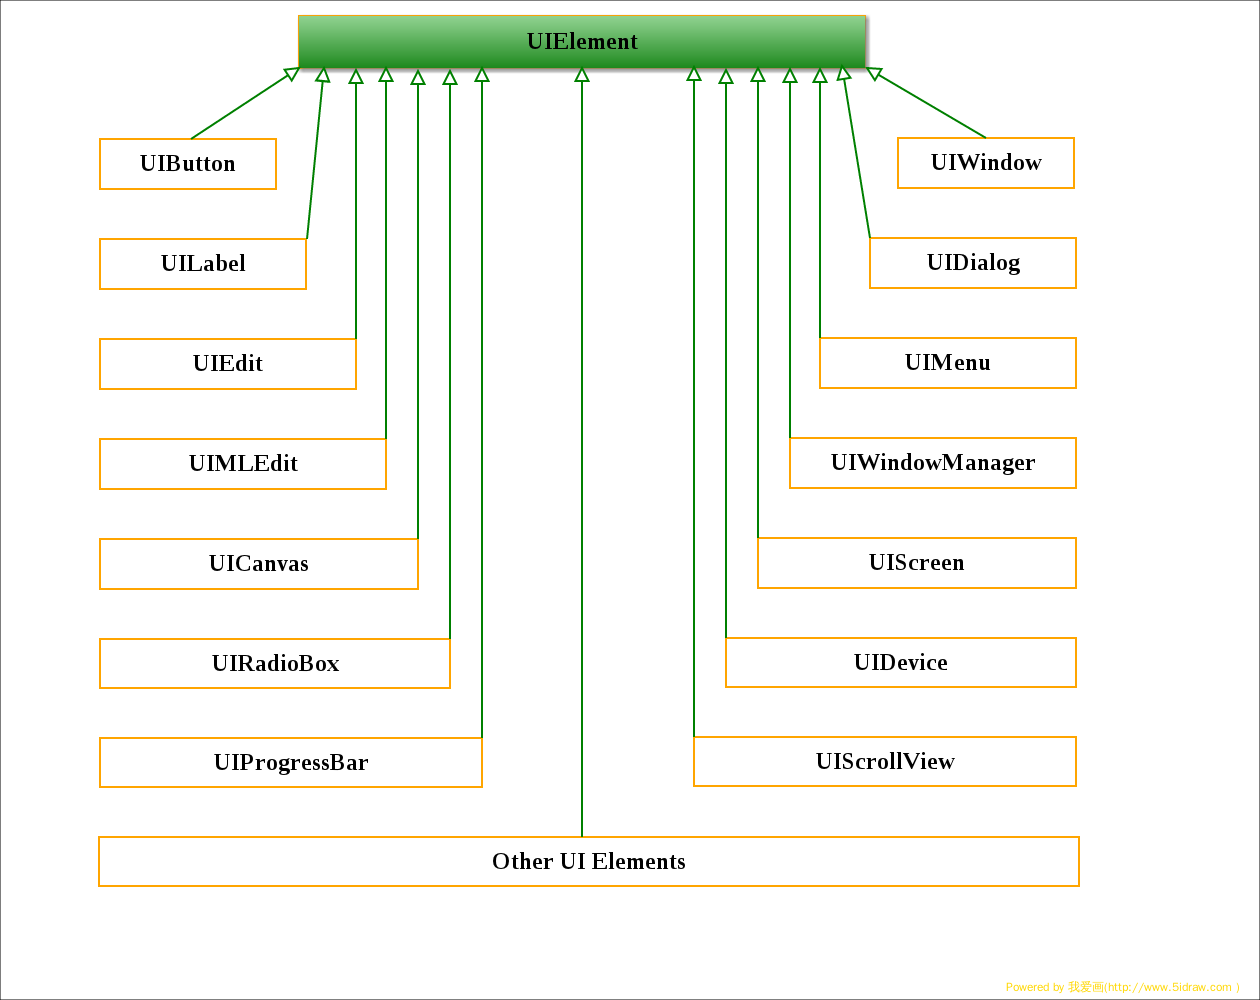 UIElement
UIButton
UIWindow
UILabel
UIDialog
UIEdit
UIMenu
UIMLEdit
UIWindowManager
UICanvas
UIScreen
UIRadioBox
UIDevice
UIProgressBar
UIScrollView
Other UI Elements
Powered by 我爱画(http://www.5idraw.com )